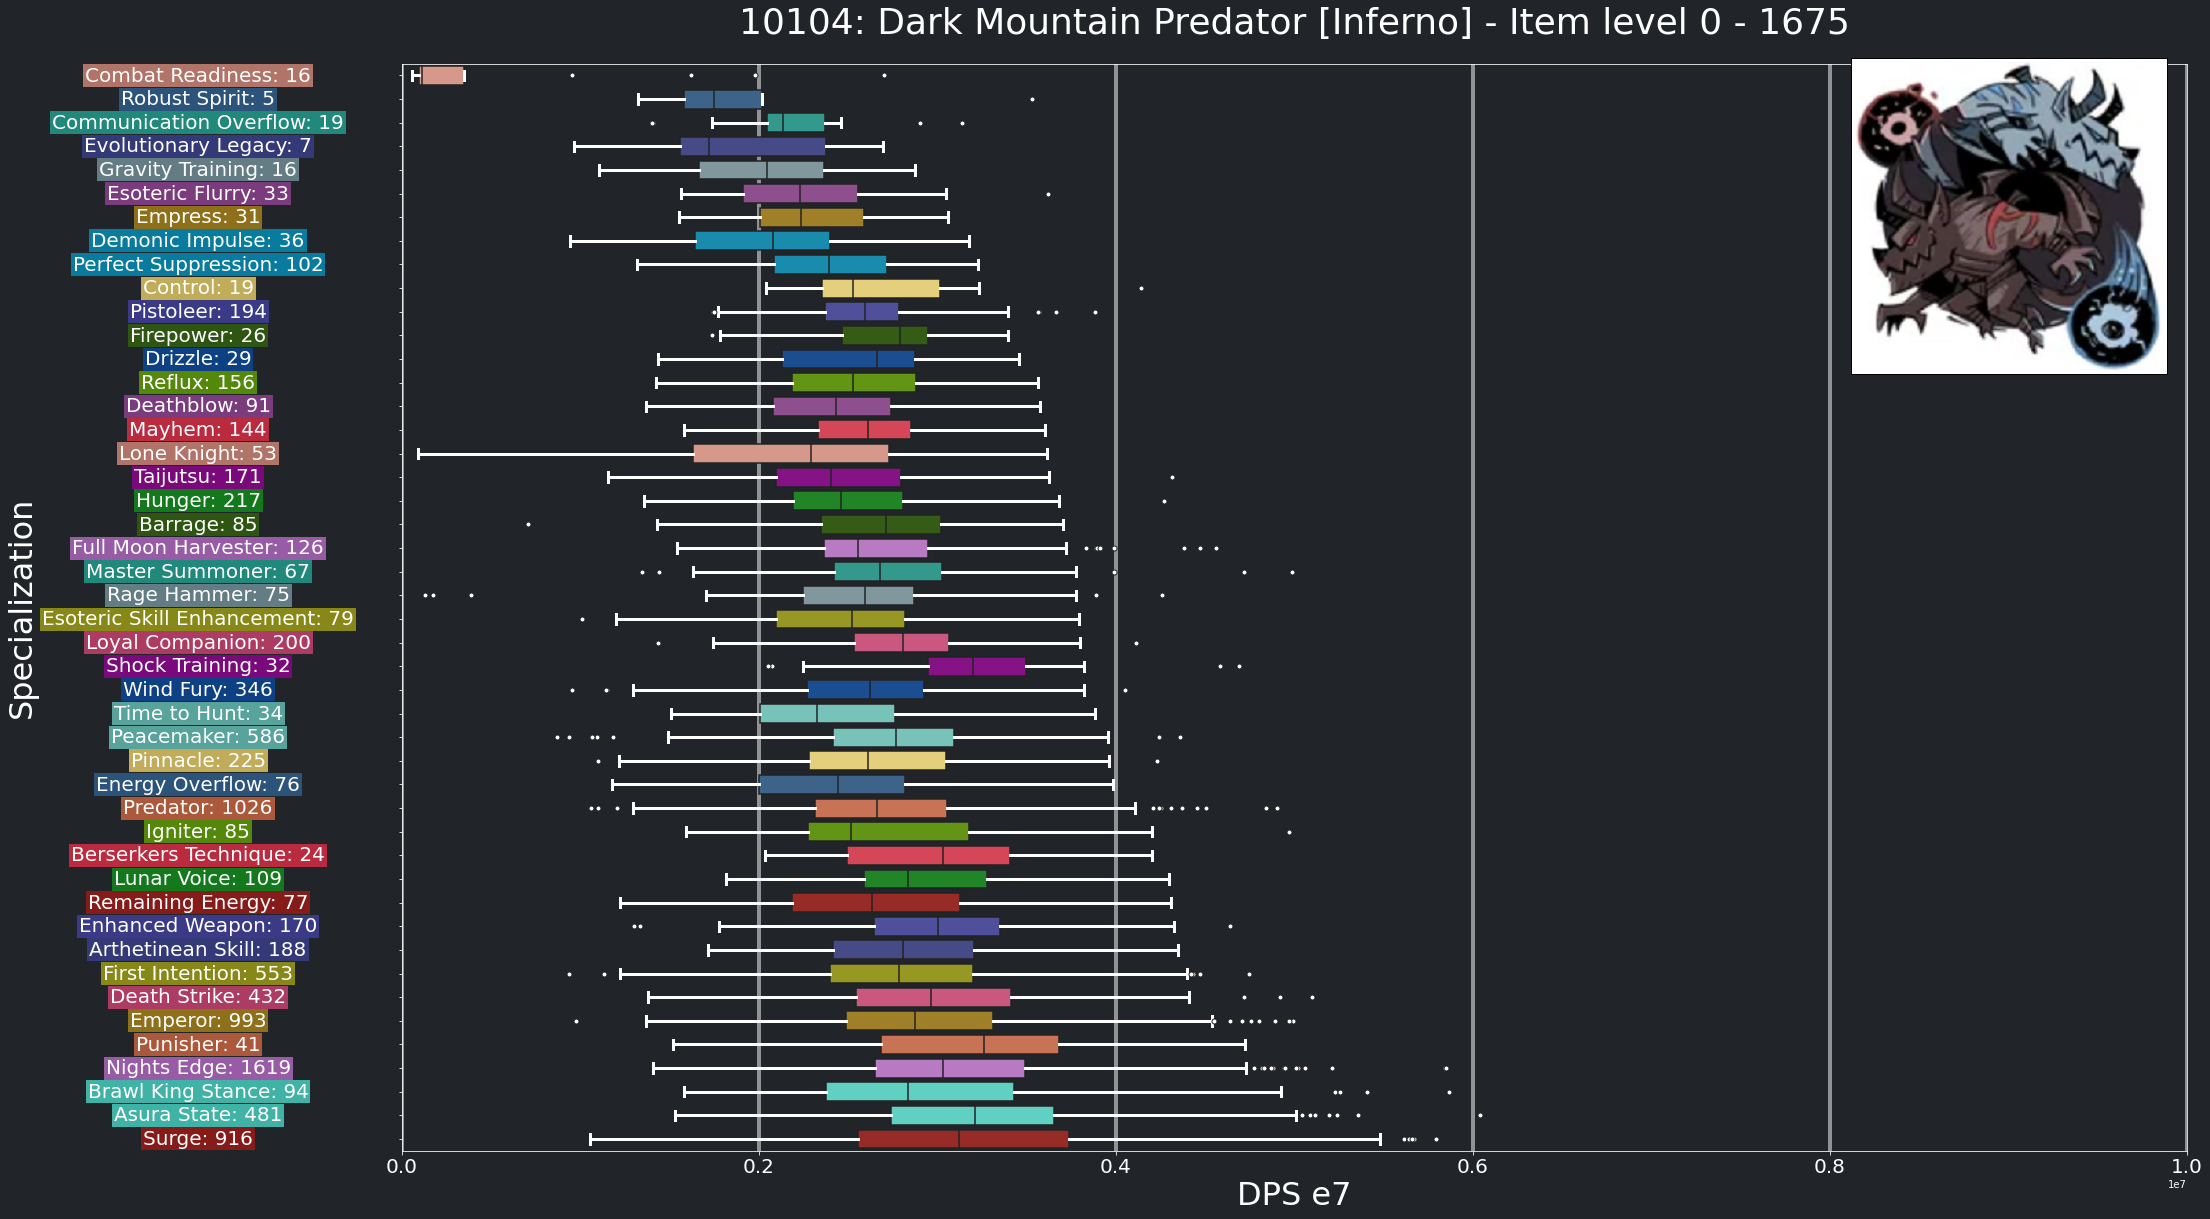 10104: Dark Mountain Predator [Inferno] - Item level 0 - 1675
Combat Readiness: 16
Robust Spirit: 5
Communication Overflow: 19
Evolutionary Legacy: 7
Gravity Training: 16
Esoteric Flurry: 33
Empress: 31
Demonic Impulse: 36
Perfect Suppression: 102
Control: 19
Pistoleer: 194
Firepower: 26
Drizzle: 29
Reflux: 156
Deathblow: 91
Mayhem: 144
Lone Knight: 53
Taijutsu: 171
Hunger: 217
Barrage: 85
Full Moon Harvester: 126
Master Summoner: 67
Rage Hammer: 75
Esoteric Skill Enhancement: 79
Loyal Companion: 200
Shock Training: 32
Wind Fury: 346
Time to Hunt: 34
Peacemaker: 586
Pinnacle: 225
Energy Overflow: 76
Predator: 1026
Igniter: 85
Berserkers Technique: 24
Lunar Voice: 109
Remaining Energy: 77
Enhanced Weapon: 170
Arthetinean Skill: 188
First Intention: 553
Death Strike: 432
Emperor: 993
Punisher: 41
Nights Edge: 1619
Brawl King Stance: 94
Asura State: 481
Surge: 916
Specialization
0.0 0.2 0.4 0.6 0.8 1.0
1e7
DPS e7